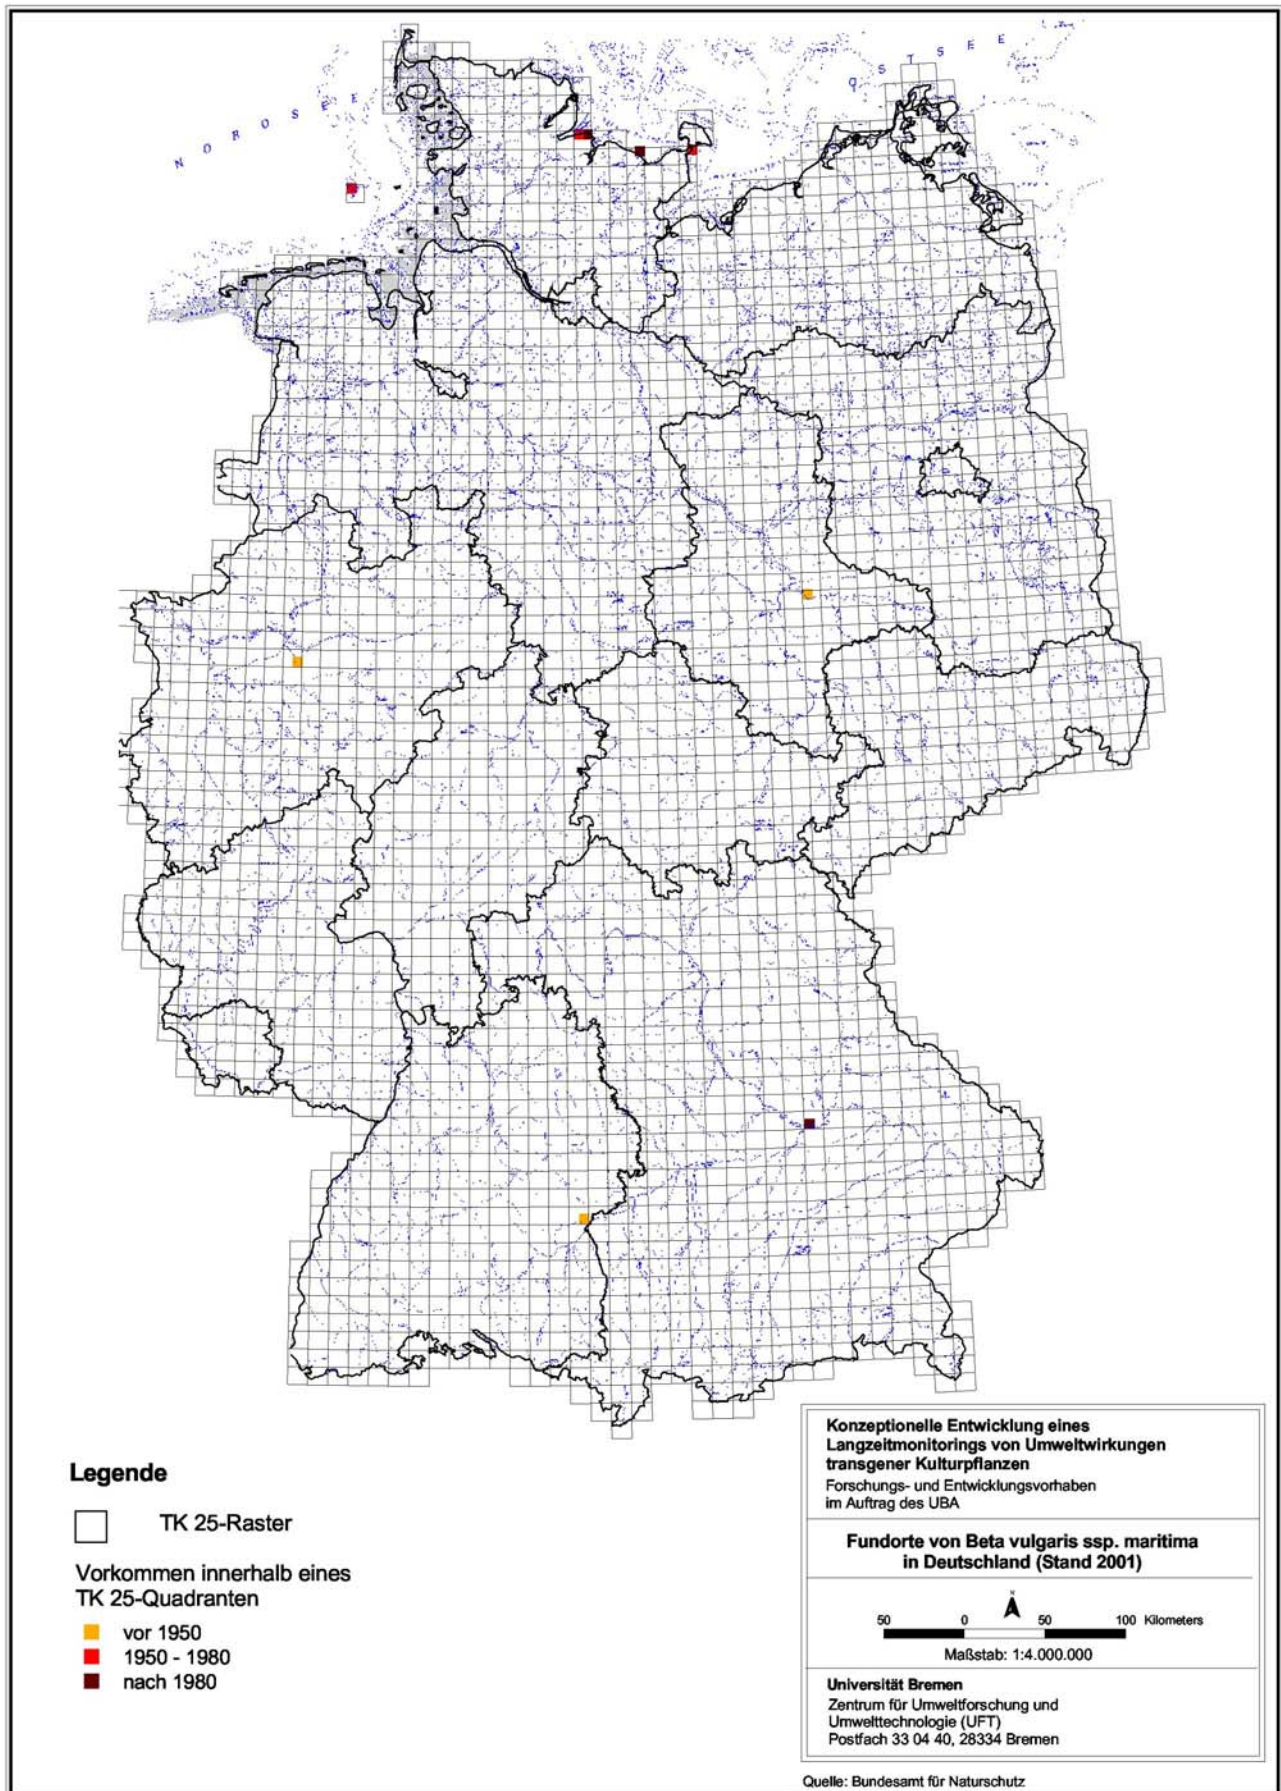 N O R D S E E
O S T S E E
Legende
TK 25-Raster
Vorkommen innerhalb eines
TK 25-Quadranten
vor 1950
1950 - 1980
nach 1980
Konzeptionelle Entwicklung eines
Langzeitmonitorings von Umweltwirkungen
transgener Kulturpflanzen
Forschungs- und Entwicklungsvorhaben
im Auftrag des UBA
Fundorte von Beta vulgaris ssp. maritima
in Deutschland (Stand 2001)
N
50 0 50 100 Kilometers
Maßstab: 1:4.000.000
Universität Bremen
Zentrum für Umweltforschung und
Umwelttechnologie (UFT)
Postfach 33 04 40, 28334 Bremen
Quelle: Bundesamt für Naturschutz